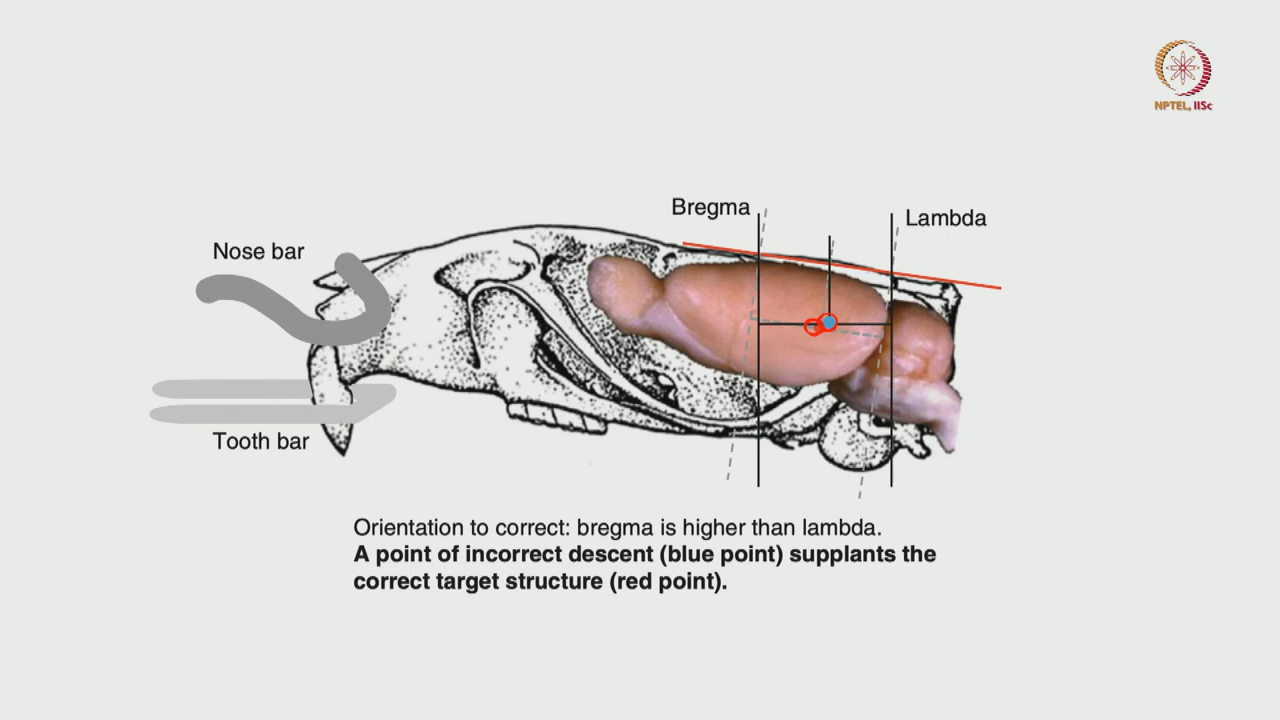 NPTEL, IISc
Bregma
Lambda
Nose bar
Tooth bar
Orientation to correct: bregma is higher than lambda.
A point of incorrect descent (blue point) supplants the
correct target structure (red point).